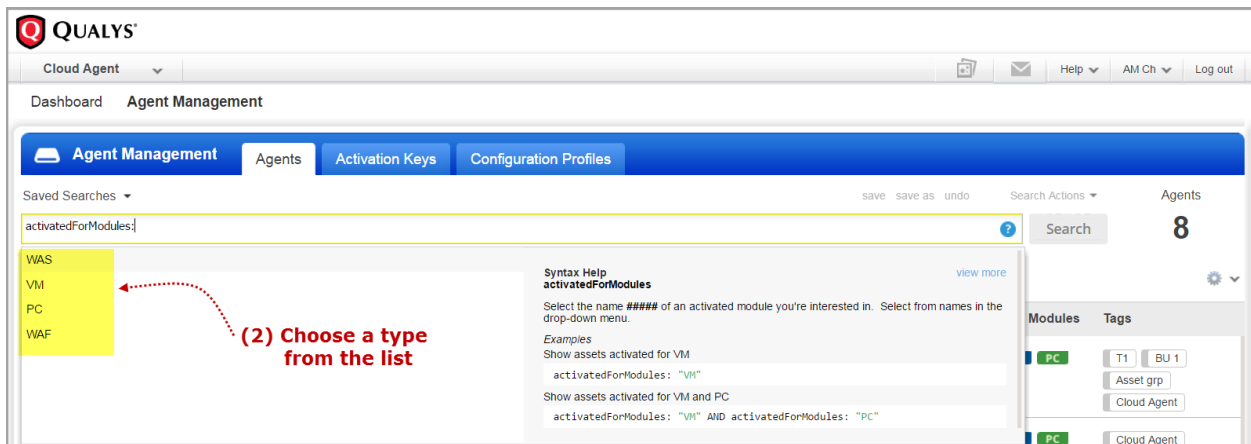 QUALYS®
Cloud Agent
Help
AM Ch
Log out
Dashboard Agent Management
Agent Management Agents Activation Keys Configuration Profiles
Saved Searches
save save as undo
Search Actions
Agents
activatedForModules:
?
Search
8
WAS
VM
PC
WAF
(2) Choose a type
from the list
Syntax Help
view more
activatedForModules
Select the name ##### of an activated module you're interested in. Select from names in the
drop-down menu.
Examples
Show assets activated for VM
activatedForModules: "VM"
Show assets activated for VM and PC
activatedForModules: "VM" AND activatedForModules: "PC"
Modules Tags
PC
T1 BU 1
Asset grp
Cloud Agent
PC
Cloud Agent